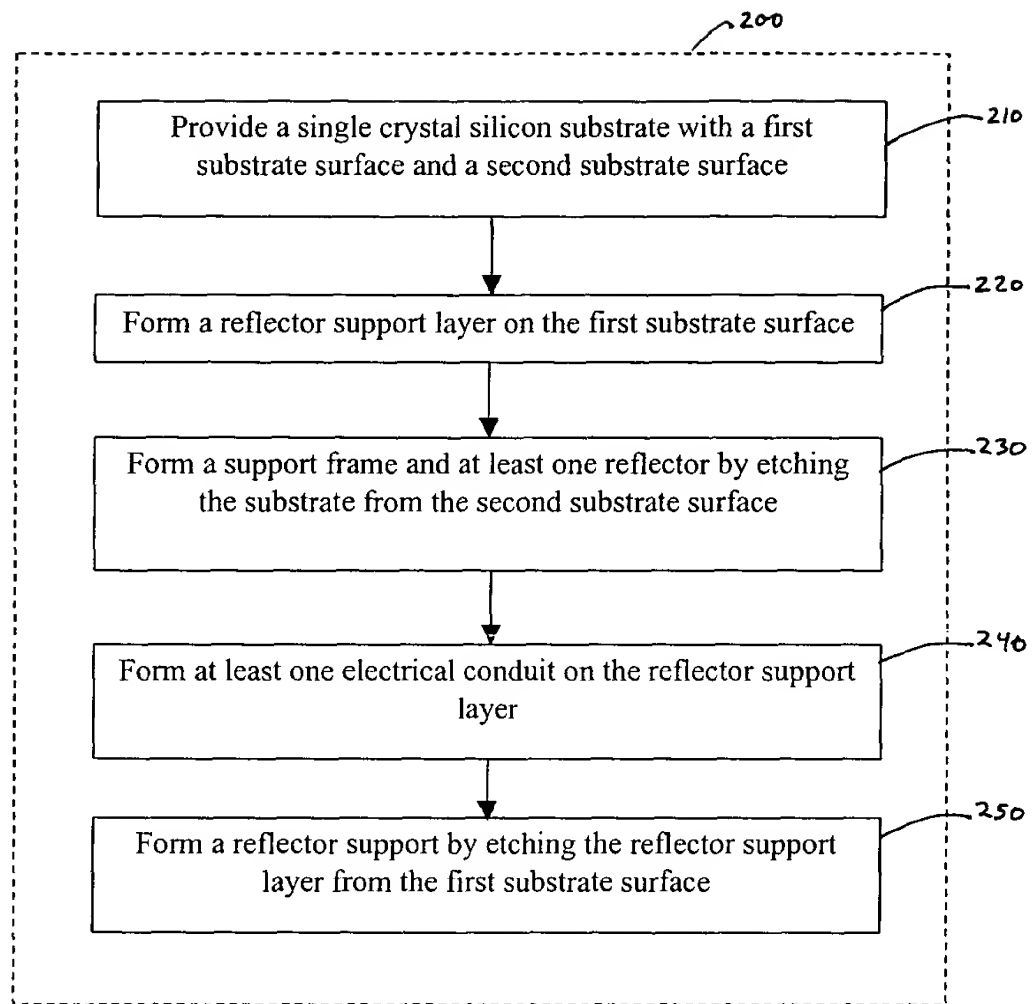 200
Provide a single crystal silicon substrate with a first
substrate surface and a second substrate surface
210
Form a reflector support layer on the first substrate surface
220
Form a support frame and at least one reflector by etching
the substrate from the second substrate surface
230
Form at least one electrical conduit on the reflector support
layer
240
Form a reflector support by etching the reflector support
layer from the first substrate surface
250